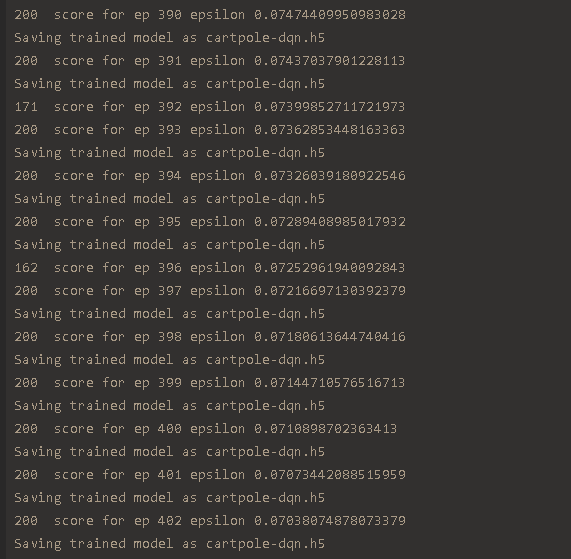 200  score for ep 390 epsilon 0.07474409950983028
Saving trained model as cartpole-dqn.h5
200  score for ep 391 epsilon 0.07437037901228113
Saving trained model as cartpole-dqn.h5
171  score for ep 392 epsilon 0.07399852711721973
200  score for ep 393 epsilon 0.07362853448163363
Saving trained model as cartpole-dqn.h5
200  score for ep 394 epsilon 0.07326039180922546
Saving trained model as cartpole-dqn.h5
200  score for ep 395 epsilon 0.07289408985017932
Saving trained model as cartpole-dqn.h5
162  score for ep 396 epsilon 0.07252961940092843
200  score for ep 397 epsilon 0.07216697130392379
Saving trained model as cartpole-dqn.h5
200  score for ep 398 epsilon 0.07180613644740416
Saving trained model as cartpole-dqn.h5
200  score for ep 399 epsilon 0.07144710576516713
Saving trained model as cartpole-dqn.h5
200  score for ep 400 epsilon 0.0710898702363413
Saving trained model as cartpole-dqn.h5
200  score for ep 401 epsilon 0.07073442088515959
Saving trained model as cartpole-dqn.h5
200  score for ep 402 epsilon 0.07038074878073379
Saving trained model as cartpole-dqn.h5